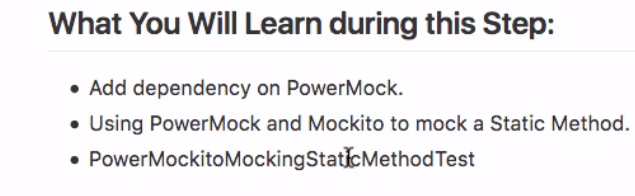 What You Will Learn during this Step:
• Add dependency on PowerMock.
• Using PowerMock and Mockito to mock a Static Method.
• PowerMockitoMockingStaticMethodTest